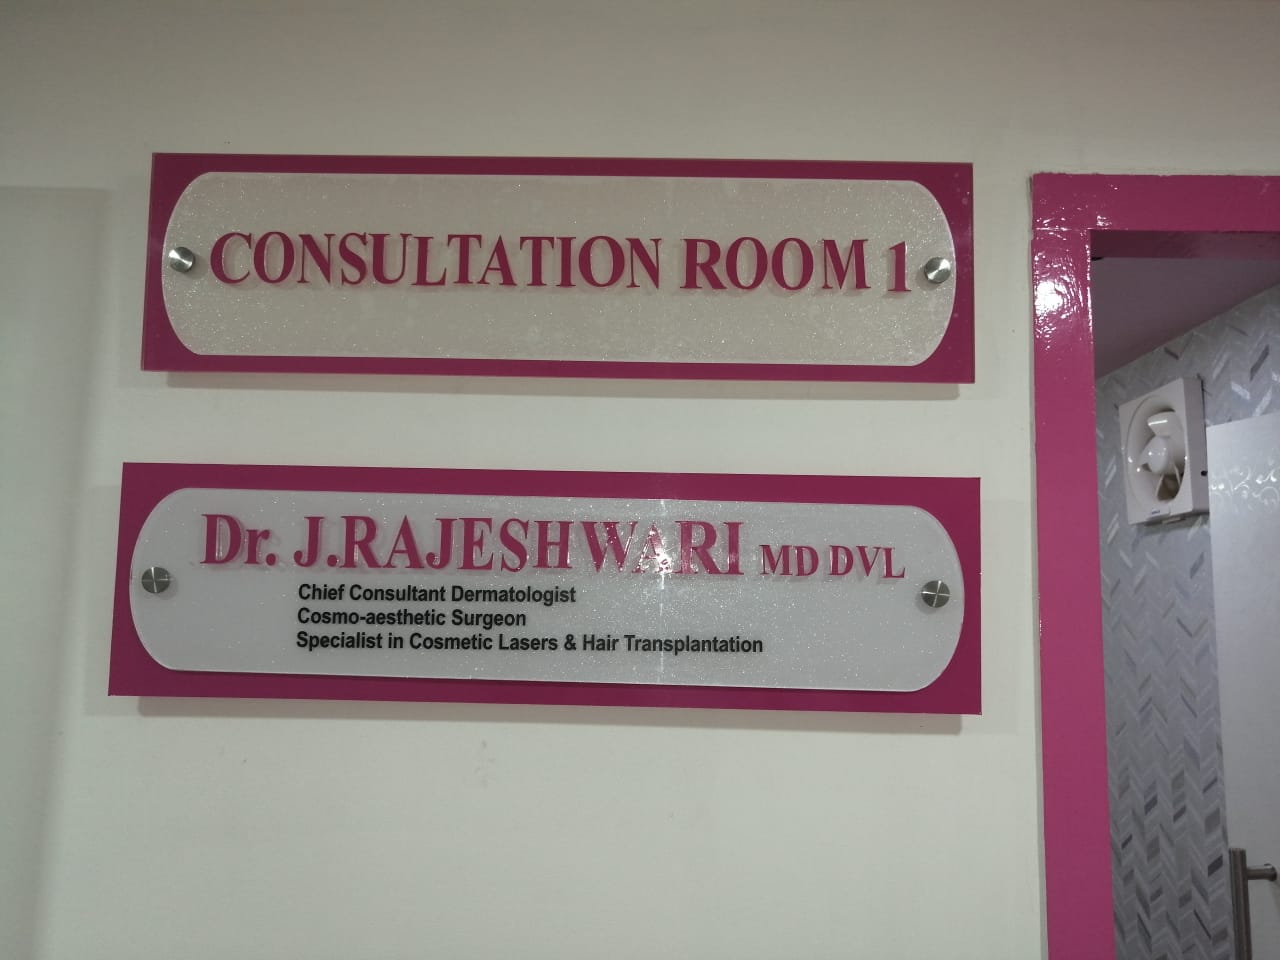 CONSULTATION ROOM 1
Dr. J.RAJESHWARI MD DVL
Chief Consultant Dermatologist
Cosmo-aesthetic Surgeon
Specialist in Cosmetic Lasers & Hair Transplantation